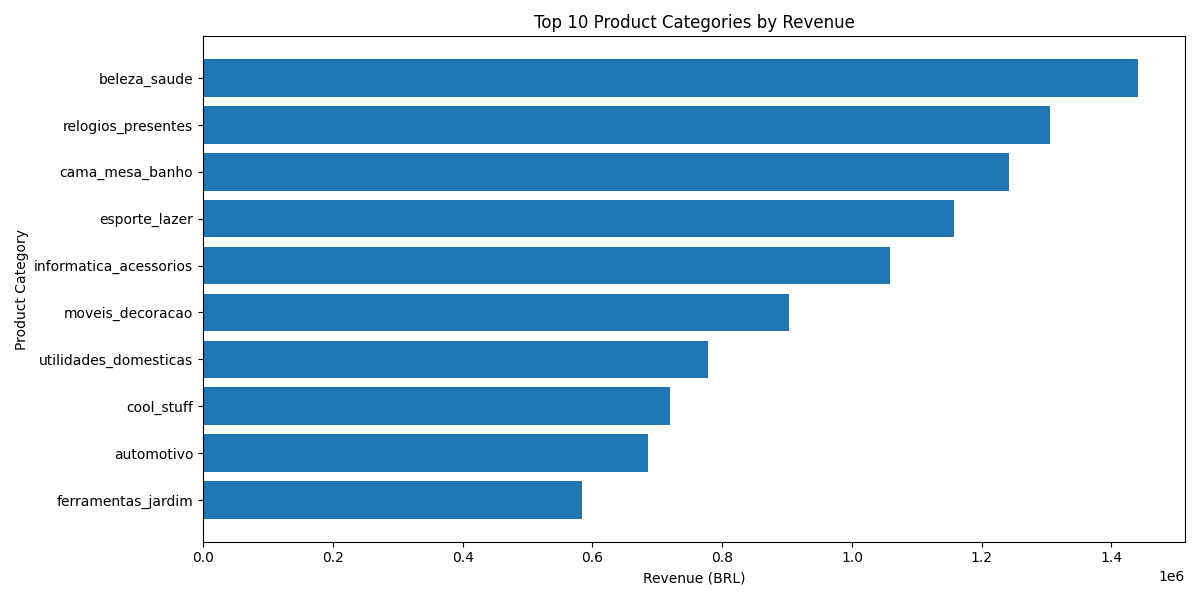 Top 10 Product Categories by Revenue
Product Category
beleza_saude
relogios_presentes
cama_mesa_banho
esporte_lazer
informatica_acessorios
moveis_decoracao
utilidades_domesticas
cool_stuff
automotivo
ferramentas_jardim
0.0 0.2 0.4 0.6 0.8 1.0 1.2 1.4
1e6
Revenue (BRL)